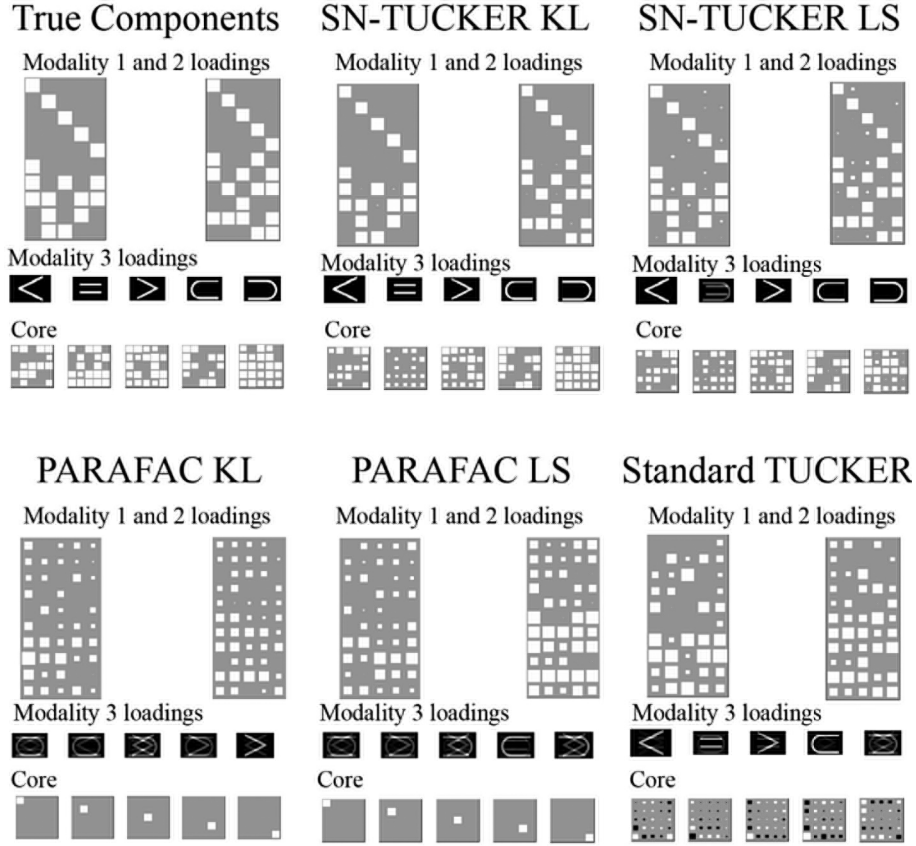 True Components
Modality 1 and 2 loadings
Modality 3 loadings
Core
SN-TUCKER KL
Modality 1 and 2 loadings
Modality 3 loadings
Core
SN-TUCKER LS
Modality 1 and 2 loadings
Modality 3 loadings
Core
PARAFAC KL
Modality 1 and 2 loadings
Modality 3 loadings
Core
PARAFAC LS
Modality 1 and 2 loadings
Modality 3 loadings
Core
Standard TUCKER
Modality 1 and 2 loadings
Modality 3 loadings
Core